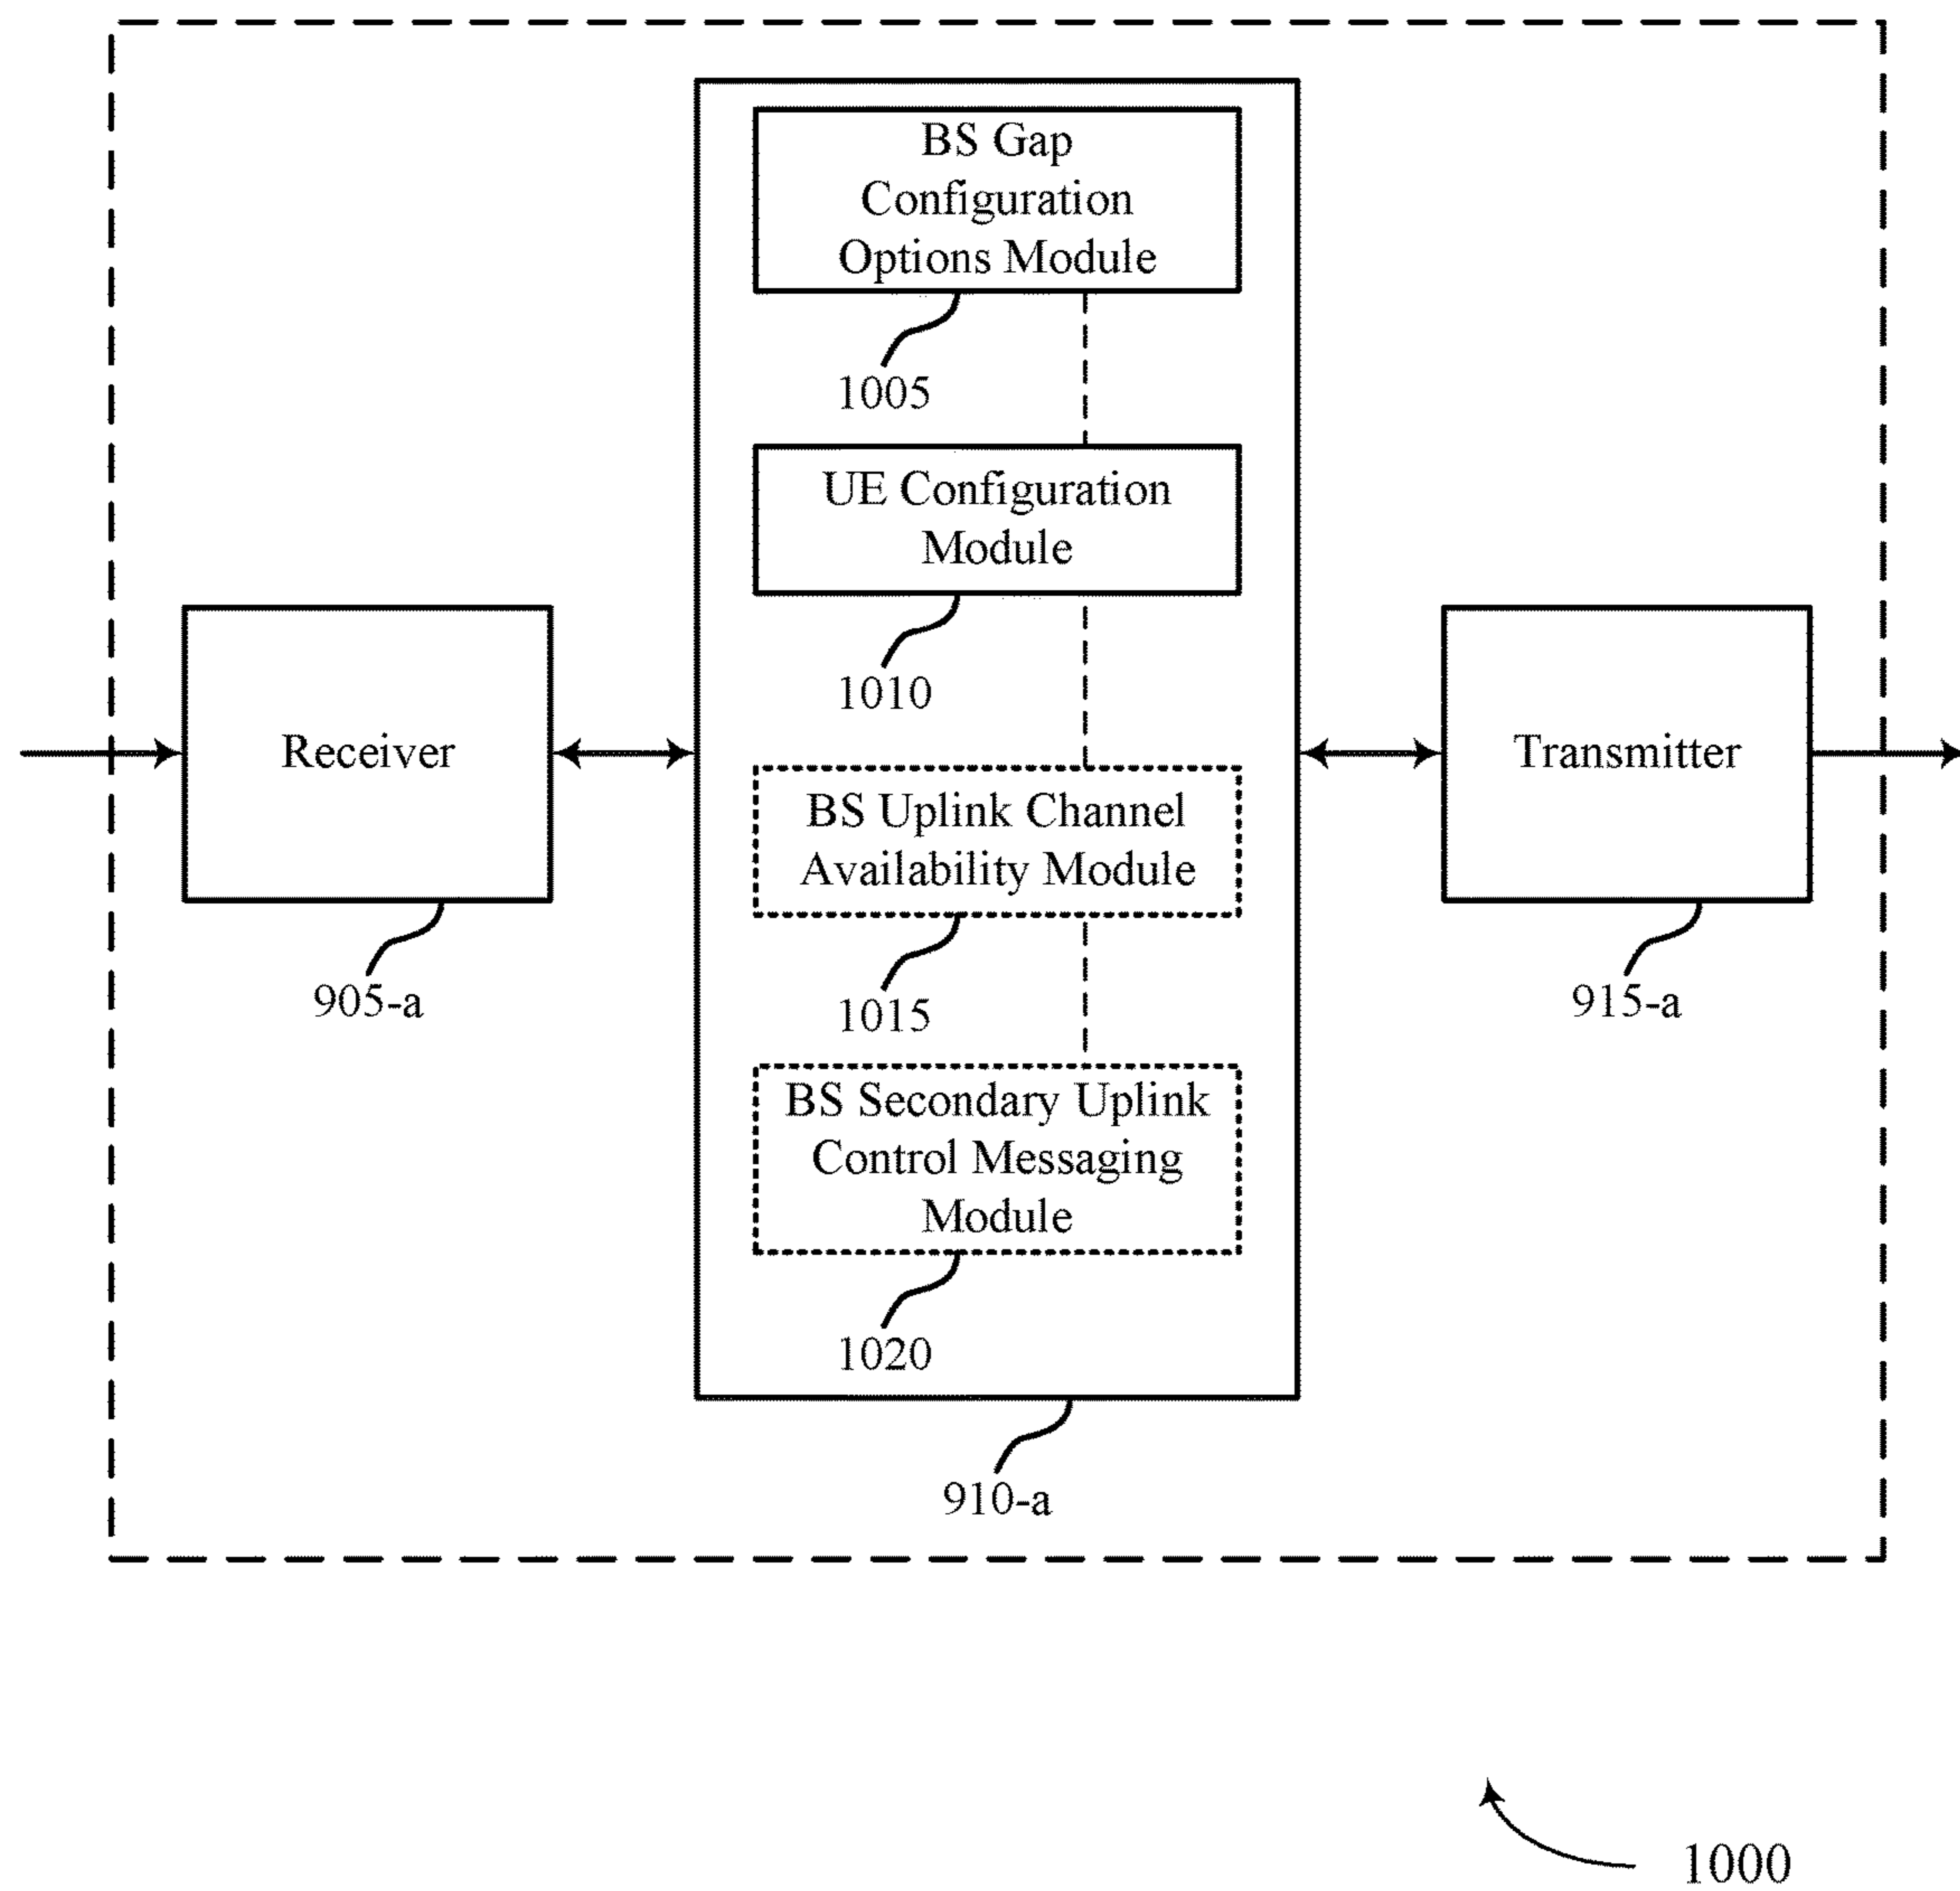 BS Gap
Configuration
Options Module
1005
UE Configuration
Module
1010
Receiver
905-a
BS Uplink Channel
Availability Module
1015
BS Secondary Uplink
Control Messaging
Module
1020
910-a
Transmitter
915-a
1000